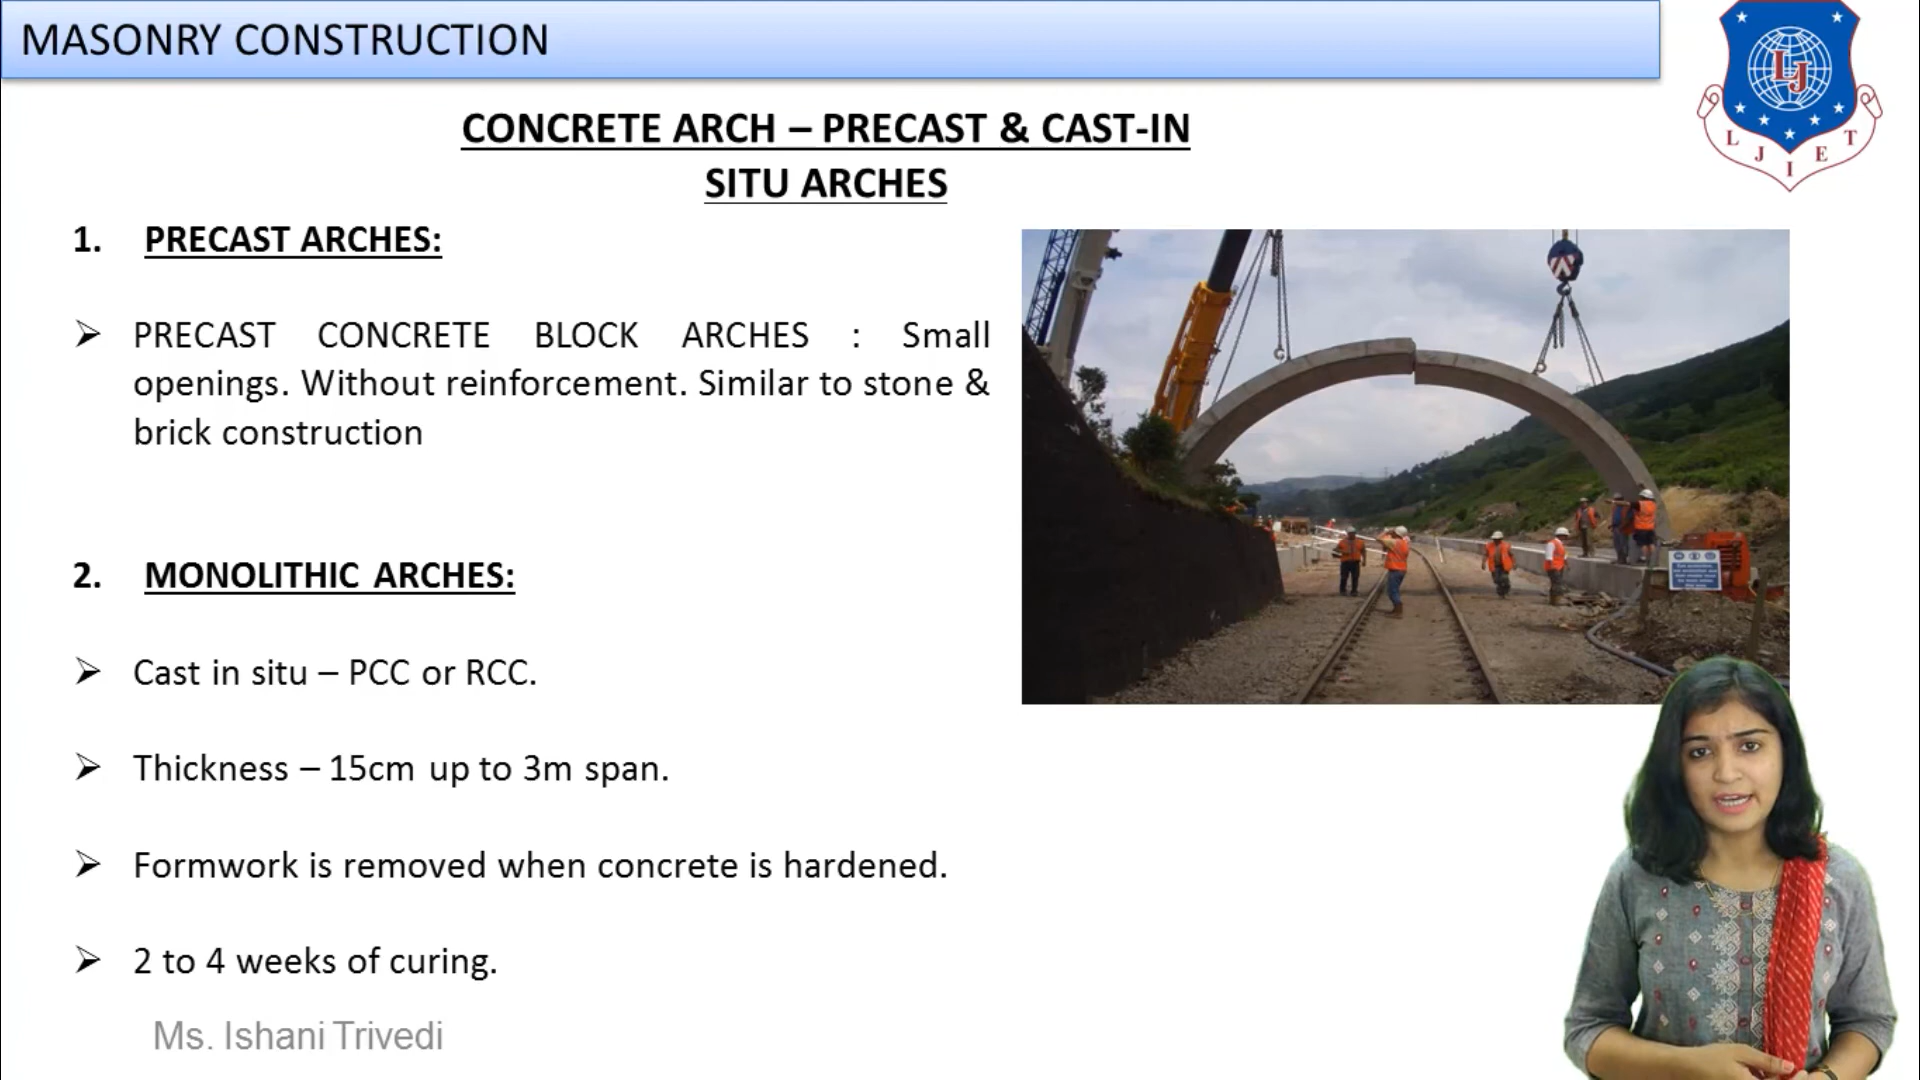 MASONRY CONSTRUCTION
CONCRETE ARCH – PRECAST & CAST-IN
SITU ARCHES
1. PRECAST ARCHES:
➢ PRECAST CONCRETE BLOCK ARCHES : Small
openings. Without reinforcement. Similar to stone &
brick construction
2. MONOLITHIC ARCHES:
➢ Cast in situ – PCC or RCC.
➢ Thickness – 15cm up to 3m span.
➢ Formwork is removed when concrete is hardened.
➢ 2 to 4 weeks of curing.
Ms. Ishani Trivedi
LJ
L J I E T